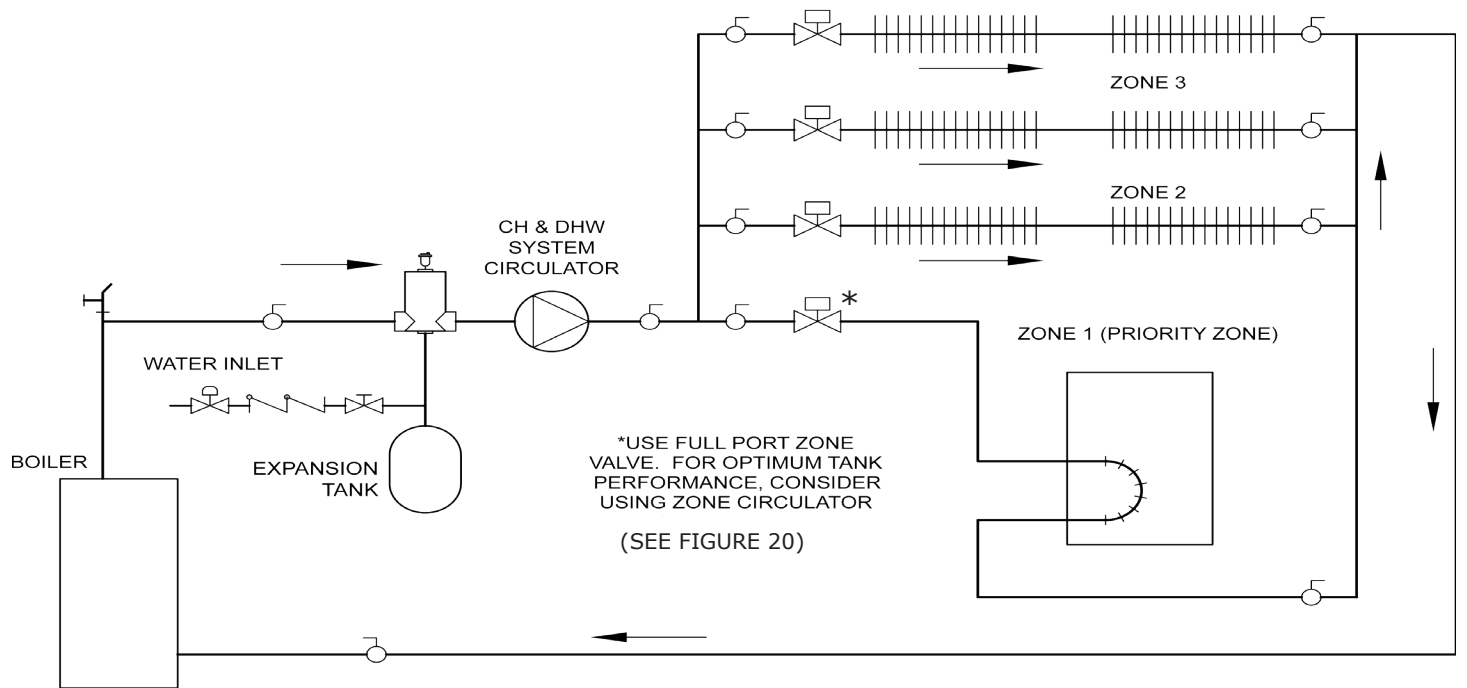 ZONE 3
ZONE 2
CH & DHW
SYSTEM
CIRCULATOR
*
ZONE 1 (PRIORITY ZONE)
WATER INLET
BOILER
EXPANSION
TANK
*USE FULL PORT ZONE
VALVE. FOR OPTIMUM TANK
PERFORMANCE, CONSIDER
USING ZONE CIRCULATOR
(SEE FIGURE 20)